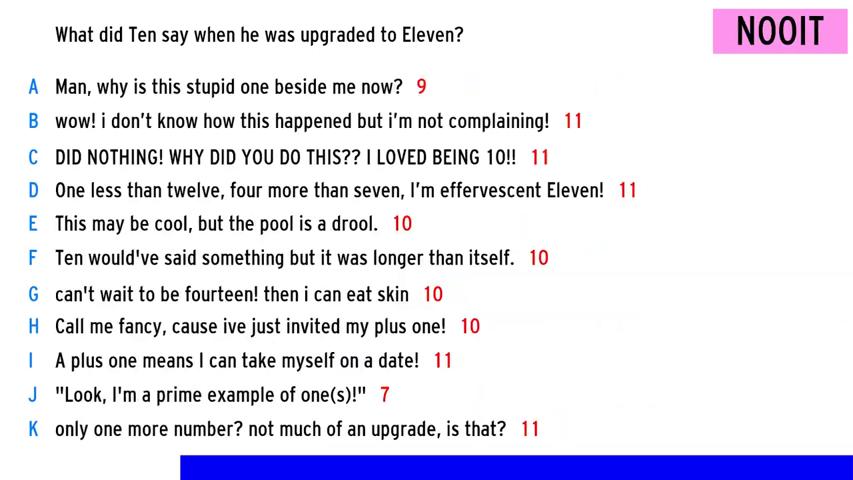 What did Ten say when he was upgraded to Eleven?
NOOIT
A Man, why is this stupid one beside me now? 9
B wow! i don't know how this happened but i'm not complaining! 11
C DID NOTHING! WHY DID YOU DO THIS?? I LOVED BEING 10!! 11
D One less than twelve, four more than seven, I'm effervescent Eleven! 11
E This may be cool, but the pool is a drool. 10
F Ten would've said something but it was longer than itself. 10
G can't wait to be fourteen! then i can eat skin 10
H Call me fancy, cause ive just invited my plus one! 10
I A plus one means I can take myself on a date! 11
J "Look, I'm a prime example of one(s)!" 7
K only one more number? not much of an upgrade, is that? 11